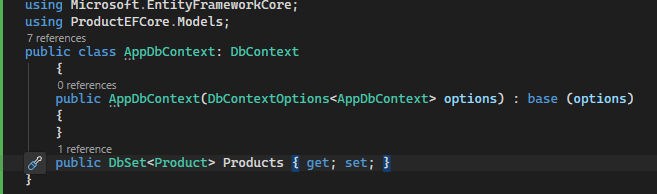 using Microsoft.EntityFrameworkCore;
using ProductEFCore.Models;
7 references
public class AppDbContext: DbContext
{
0 references
public AppDbContext(DbContextOptions<AppDbContext> options) : base (options)
{
}
1 reference
public DbSet<Product> Products { get; set; }
}